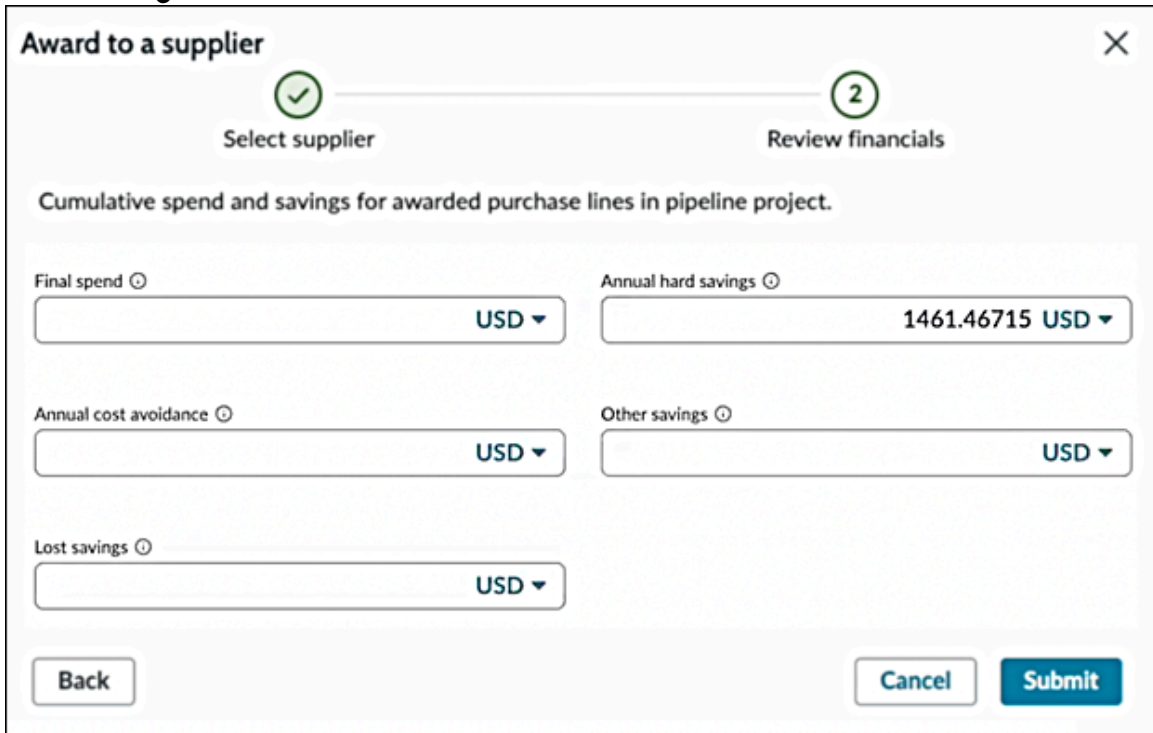 Award to a supplier
2
Select supplier
Review financials
Cumulative spend and savings for awarded purchase lines in pipeline project.
Final spend
Annual hard savings
USD
1461.46715 USD
Annual cost avoidance
Other savings
USD
USD
Lost savings
USD
Back
Cancel
Submit